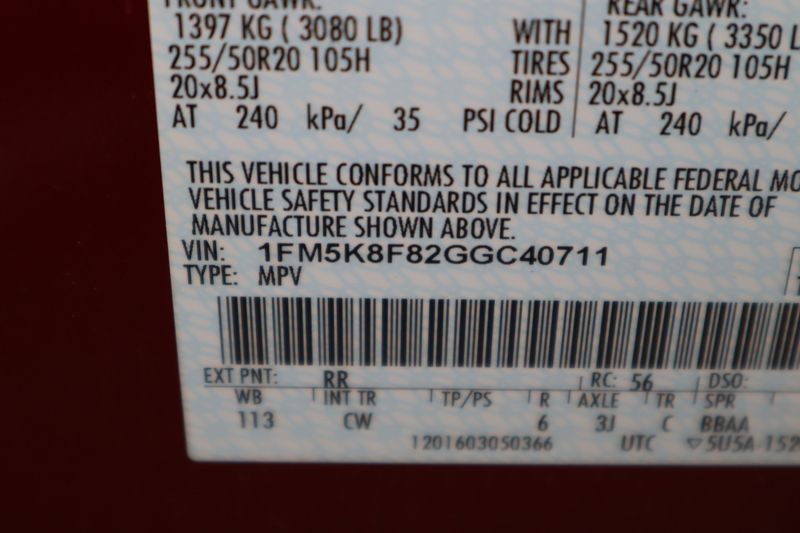 FRONT GAWR:
REAR GAWR:
1397 KG ( 3080 LB) WITH 1520 KG ( 3350 L
255/50R20 105H TIRES 255/50R20 105H
20x8.5J RIMS 20x8.5J
AT 240 kPa/ 35 PSI COLD AT 240 kPa/
THIS VEHICLE CONFORMS TO ALL APPLICABLE FEDERAL MO
VEHICLE SAFETY STANDARDS IN EFFECT ON THE DATE OF
MANUFACTURE SHOWN ABOVE.
VIN: 1FM5K8F82GGC40711
TYPE: MPV
EXT PNT: RR RC: 56 DSO:
WB INT TR TP/PS R AXLE TR SPR
113 CW 6 3J C BBAA
1201603050366 UTC ▽5U5A-152